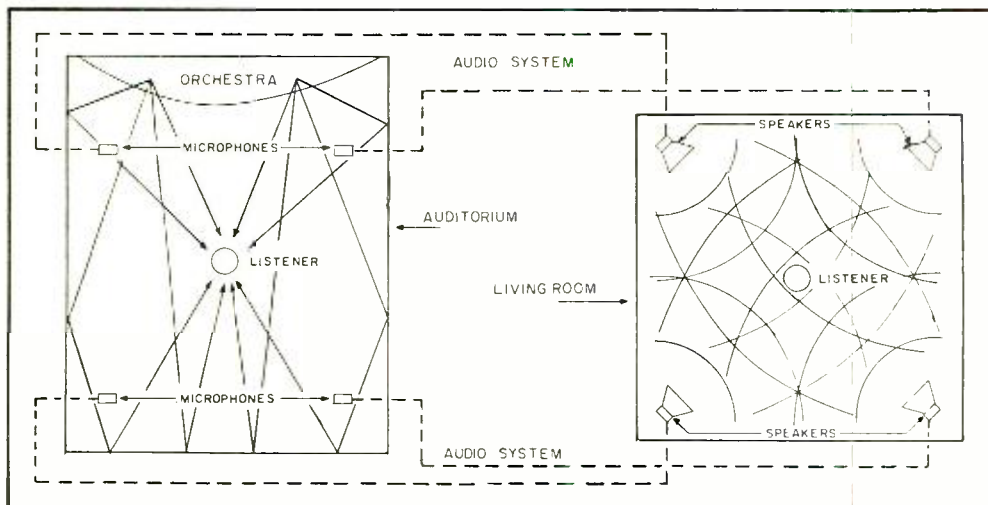 AUDIO SYSTEM
ORCHESTRA
SPEAKERS
MICROPHONES
AUDITORIUM
LISTENER
LISTENER
LIVING ROOM
MICROPHONES
SPEAKERS
AUDIO SYSTEM